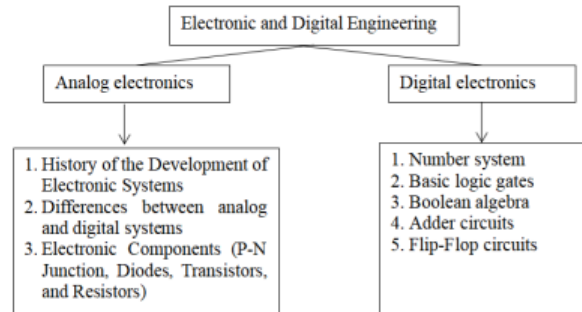 Electronic and Digital Engineering
Analog electronics
Digital electronics
1. History of the Development of
Electronic Systems
2. Differences between analog
and digital systems
3. Electronic Components (P-N
Junction, Diodes, Transistors,
and Resistors)
1. Number system
2. Basic logic gates
3. Boolean algebra
4. Adder circuits
5. Flip-Flop circuits